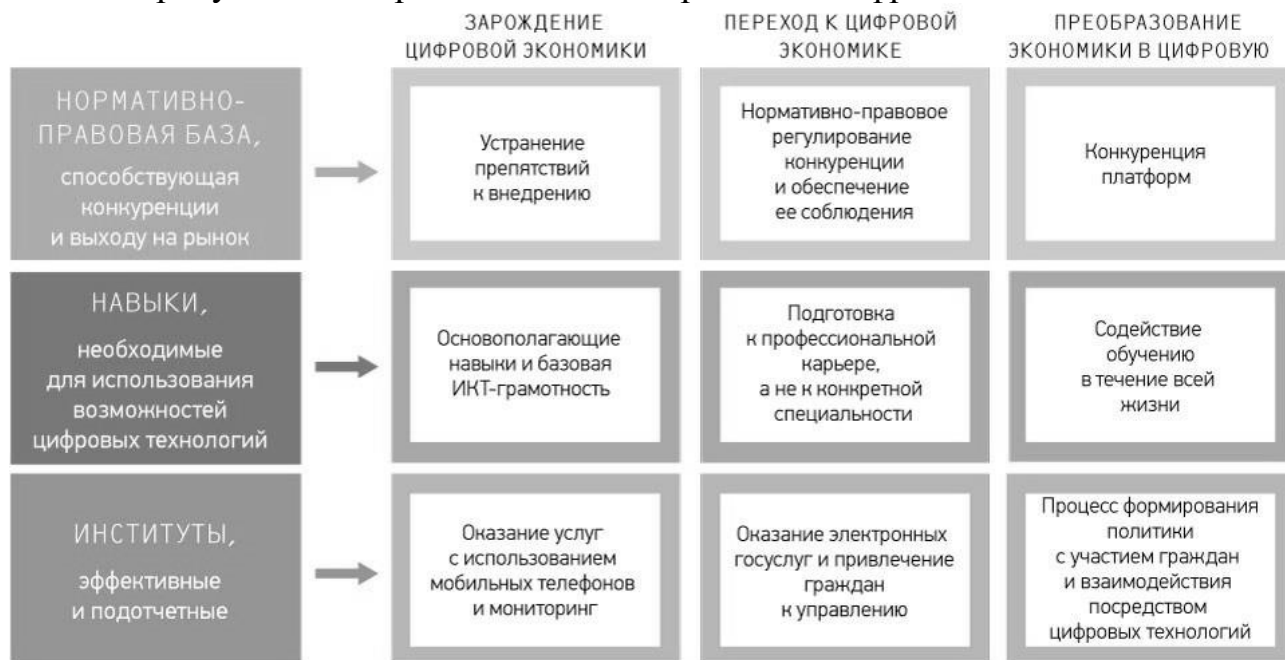 ЗАРОЖДЕНИЕ
ЦИФРОВОЙ ЭКОНОМИКИ
ПЕРЕХОД К ЦИФРОВОЙ
ЭКОНОМИКЕ
ПРЕОБРАЗОВАНИЕ
ЭКОНОМИКИ В ЦИФРОВУЮ
НОРМАТИВНО-
ПРАВОВАЯ БАЗА,
способствующая
конкуренции
и выходу на рынок
Устранение
препятствий
к внедрению
Нормативно-правовое
регулирование
конкуренции
и обеспечение
ее соблюдения
Конкуренция
платформ
НАВЫКИ,
необходимые
для использования
возможностей
цифровых технологий
Основополагающие
навыки и базовая
ИКТ-грамотность
Подготовка
к профессиональной
карьере,
а не к конкретной
специальности
Содействие
обучению
в течение всей
жизни
ИНСТИТУТЫ,
эффективные
и подотчетные
Оказание услуг
с использованием
мобильных телефонов
и мониторинг
Оказание электронных
госуслуг и привлечение
граждан
к управлению
Процесс формирования
политики
с участием граждан
и взаимодействия
посредством
цифровых технологий